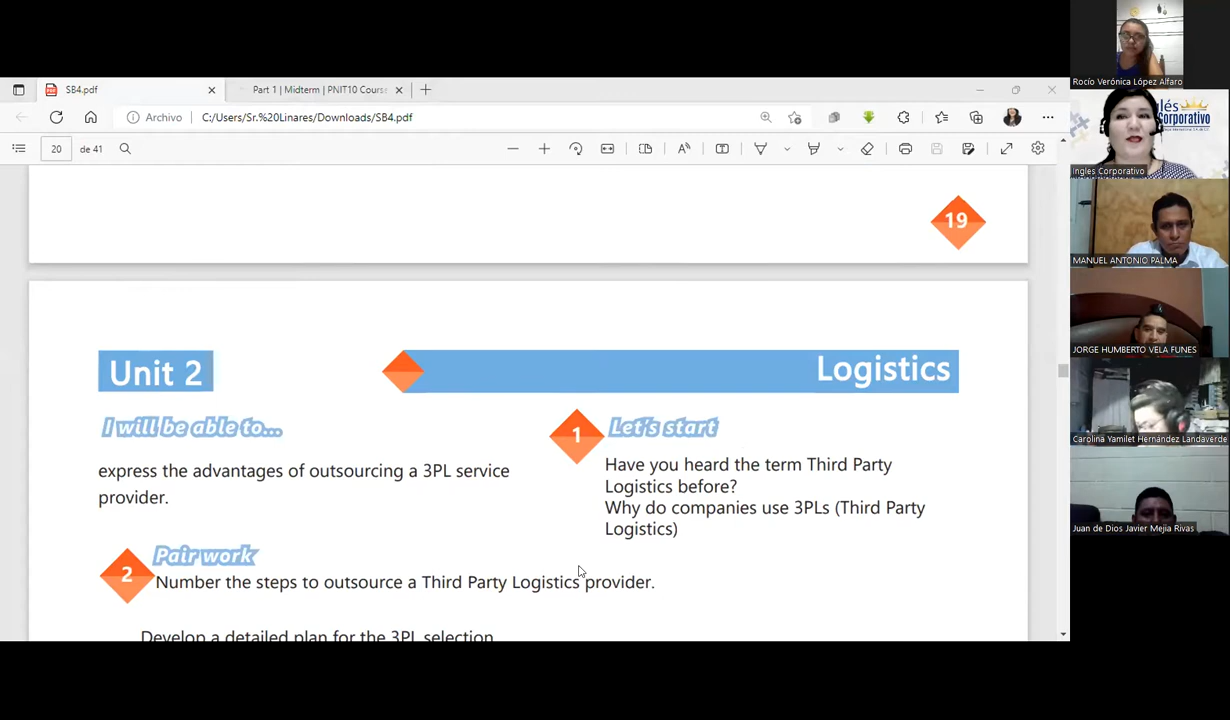 SB4.pdf
Part 1 | Midterm | PNIT10 Course
Archivo
C:/Users/Sr.%20Linares/Downloads/SB4.pdf
20
de 41
19
Unit 2
Logistics
I will be able to...
express the advantages of outsourcing a 3PL service
provider.
1
Let's start
Have you heard the term Third Party
Logistics before?
Why do companies use 3PLs (Third Party
Logistics)
2
Pair work
Number the steps to outsource a Third Party Logistics provider.
Develop a detailed plan for the 3PL selection
Rocío Verónica López Alfaro
Ingles Corporativo
MANUEL ANTONIO PALMA
JORGE HUMBERTO VELA FUNES
Carolina Yamilet Hernández Landaverde
Juan de Dios Javier Mejia Rivas